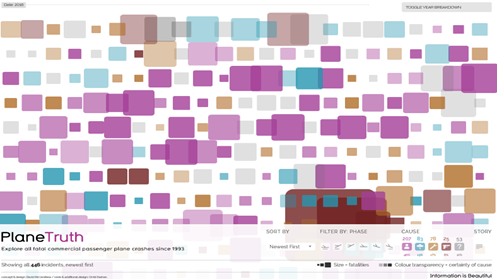 TOGGLE YEAR BREAKDOWN
PlaneTruth
Explore all fatal commercial passenger plane crashes since 1993.
SORT BY
Newest First
FILTER BY: PHASE
CAUSE
STORY
Showing all 448 incidents, newest first
Size = fatalities
Colour transparency = certainty of cause
Information is Beautiful